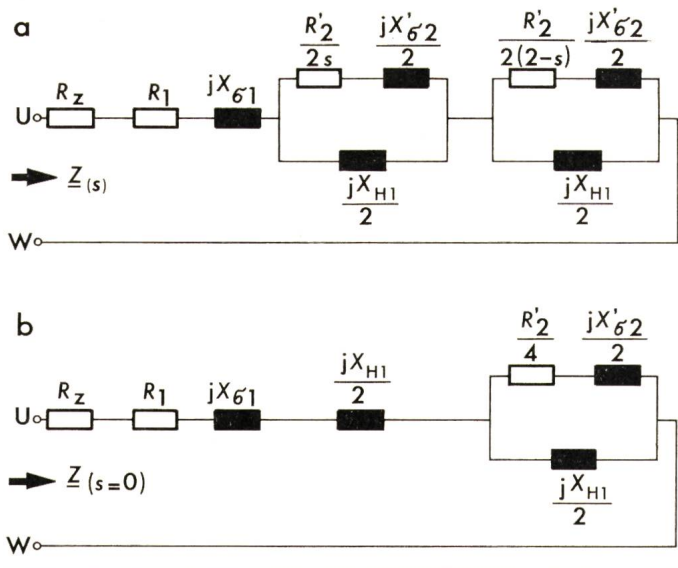 a
R'2/2s
jX'σ2/2
R'2/2(2-s)
jX'σ2/2
Rz
R1
jXσ1
U
Z(s)
jXH1/2
jXH1/2
W
b
R'2/4
jX'σ2/2
Rz
R1
jXσ1
jXH1/2
U
Z(s=0)
jXH1/2
W